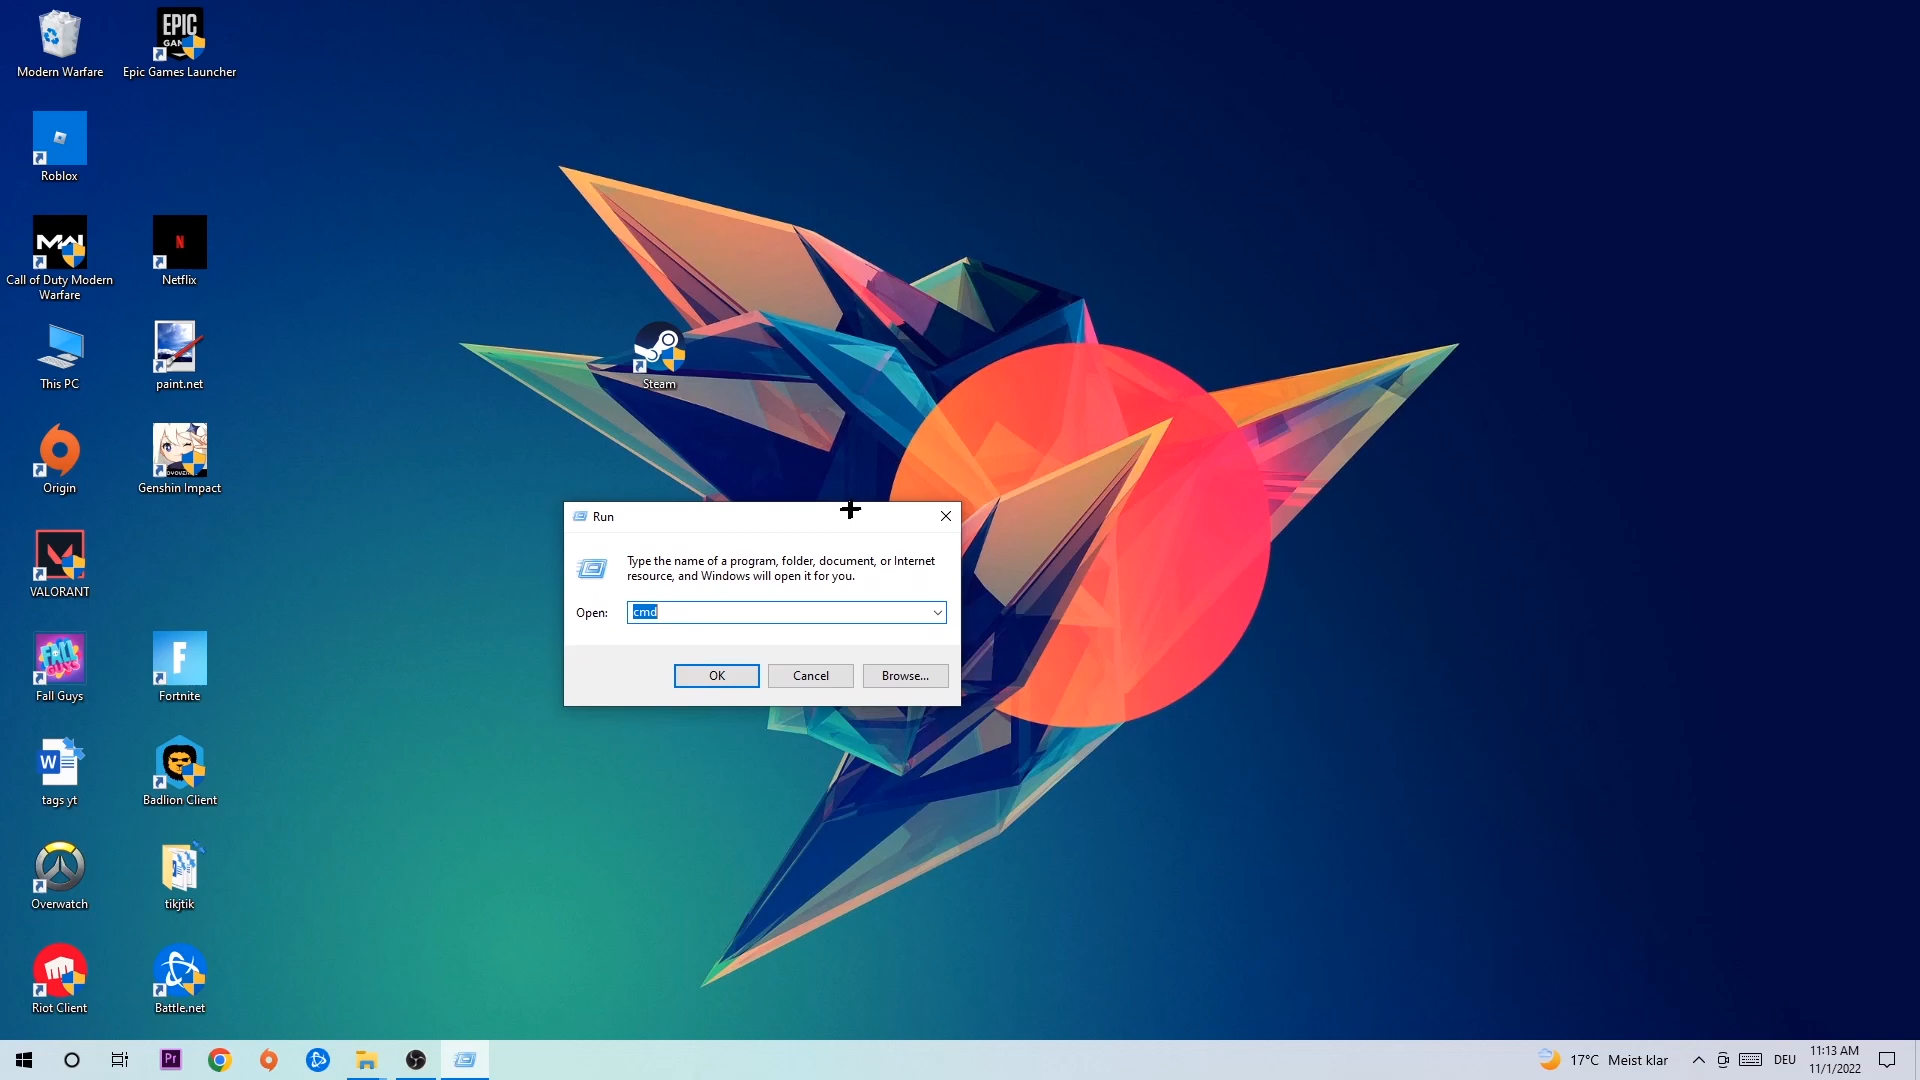 Modern Warfare
EPIC
GAMES
Epic Games Launcher
Roblox
MW
Call of Duty Modern
Warfare
N
Netflix
This PC
paint.net
Origin
Genshin Impact
VALORANT
FALL
Fall Guys
F
Fortnite
W
tags yt
Badlion Client
Overwatch
tikjtik
Riot Client
Battle.net
Steam
Run
Type the name of a program, folder, document, or Internet
resource, and Windows will open it for you.
Open:
cmd
OK
Cancel
Browse...
Pr
17°C Meist klar
DEU
11:13 AM
11/1/2022